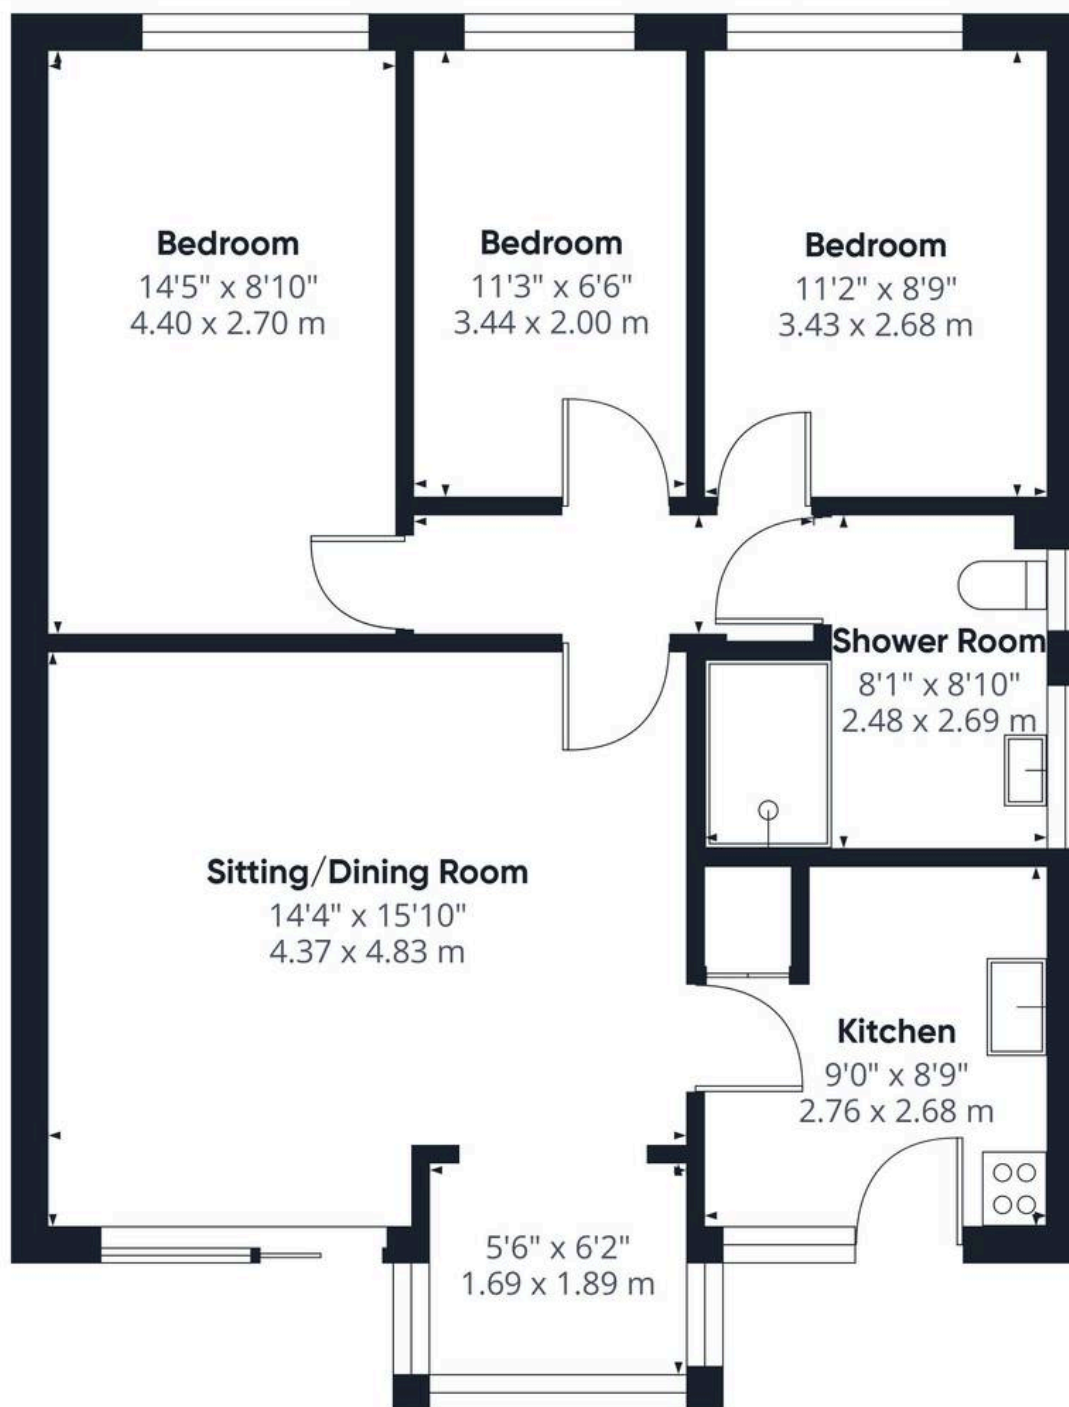 Bedroom
14'5" x 8'10"
4.40 x 2.70 m
Bedroom
11'3" x 6'6"
3.44 x 2.00 m
Bedroom
11'2" x 8'9"
3.43 x 2.68 m
Shower Room
8'1" x 8'10"
2.48 x 2.69 m
Sitting/Dining Room
14'4" x 15'10"
4.37 x 4.83 m
Kitchen
9'0" x 8'9"
2.76 x 2.68 m
5'6" x 6'2"
1.69 x 1.89 m